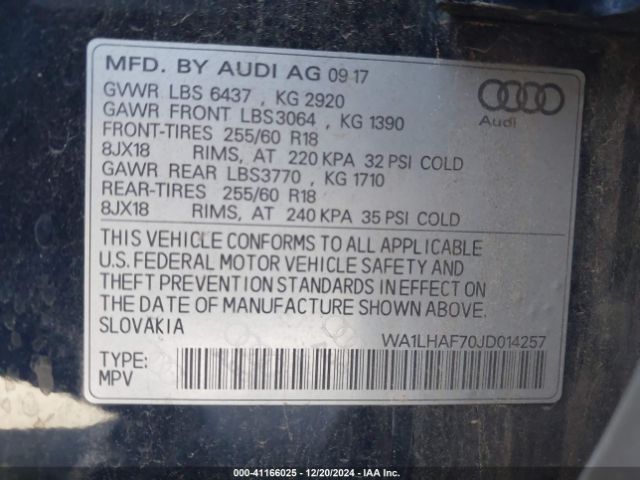 MFD. BY AUDI AG 09 17
GVWR LBS 6437 , KG 2920
GAWR FRONT LBS3064 , KG 1390
FRONT-TIRES 255/60 R18
8JX18 RIMS, AT 220 KPA 32 PSI COLD
GAWR REAR LBS3770 , KG 1710
REAR-TIRES 255/60 R18
8JX18 RIMS, AT 240 KPA 35 PSI COLD
Audi
THIS VEHICLE CONFORMS TO ALL APPLICABLE
U.S. FEDERAL MOTOR VEHICLE SAFETY AND
THEFT PREVENTION STANDARDS IN EFFECT ON
THE DATE OF MANUFACTURE SHOWN ABOVE.
SLOVAKIA
WA1LHAF70JD014257
TYPE:
MPV
000-41166025 - 12/20/2024 - IAA Inc.